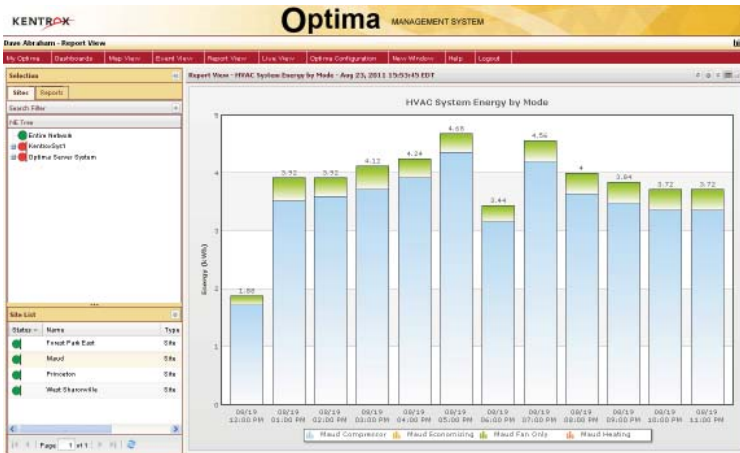 KENTROX
Optima MANAGEMENT SYSTEM
Dave Abraham - Report View
My Optima Dashboards Map View Event View Report View Live View Optima Configuration New Window Help Logout
Selection
Report View - HVAC System Energy by Mode - Aug 23, 2011 15:53:45 EDT
Sites Reports
Search Filter
NE Tree
Entire Network
KentroxSys1
Optima Server System
Site List
Status Name Type
Forest Park East Site
Maud Site
Princeton Site
West Sharonville Site
Page 1 of 1
HVAC System Energy by Mode
Energy (kWh)
5
4
3
2
1
0
1.88 3.92 3.92 4.12 4.24 4.68 3.44 4.56 4 3.84 3.72 3.72
08/19 08/19 08/19 08/19 08/19 08/19 08/19 08/19 08/19 08/19 08/19 08/19
12:00 PM 01:00 PM 02:00 PM 03:00 PM 04:00 PM 05:00 PM 06:00 PM 07:00 PM 08:00 PM 09:00 PM 10:00 PM 11:00 PM
Maud Compressor Maud Economizing Maud Fan Only Maud Heating